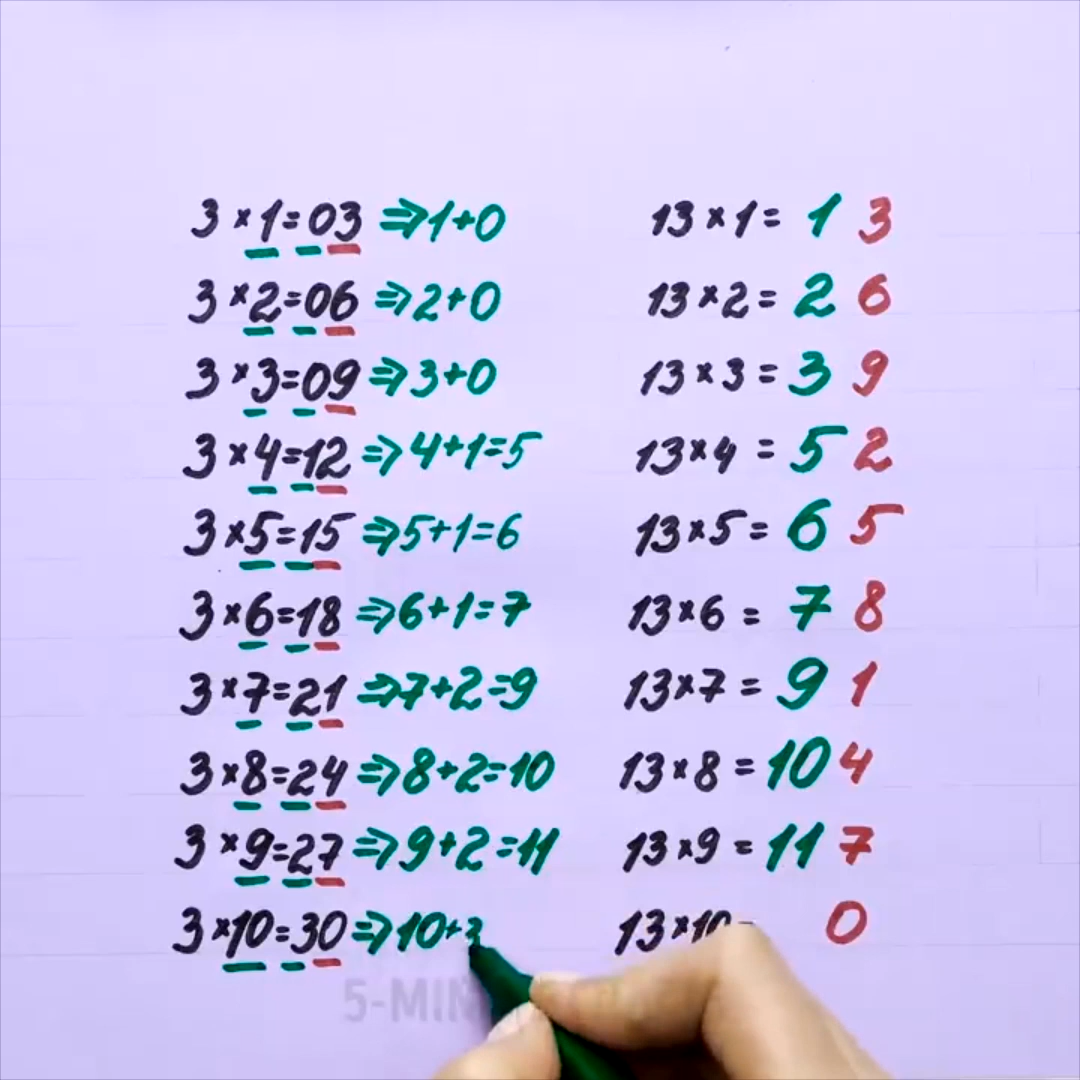 3 × 1 = 03 ⇒ 1+0 13 × 1 = 1 3
3 × 2 = 06 ⇒ 2+0 13 × 2 = 2 6
3 × 3 = 09 ⇒ 3+0 13 × 3 = 3 9
3 × 4 = 12 ⇒ 4+1=5 13 × 4 = 5 2
3 × 5 = 15 ⇒ 5+1=6 13 × 5 = 6 5
3 × 6 = 18 ⇒ 6+1=7 13 × 6 = 7 8
3 × 7 = 21 ⇒ 7+2=9 13 × 7 = 9 1
3 × 8 = 24 ⇒ 8+2=10 13 × 8 = 10 4
3 × 9 = 27 ⇒ 9+2=11 13 × 9 = 11 7
3 × 10 = 30 ⇒ 10+3 13 × 10 = 0